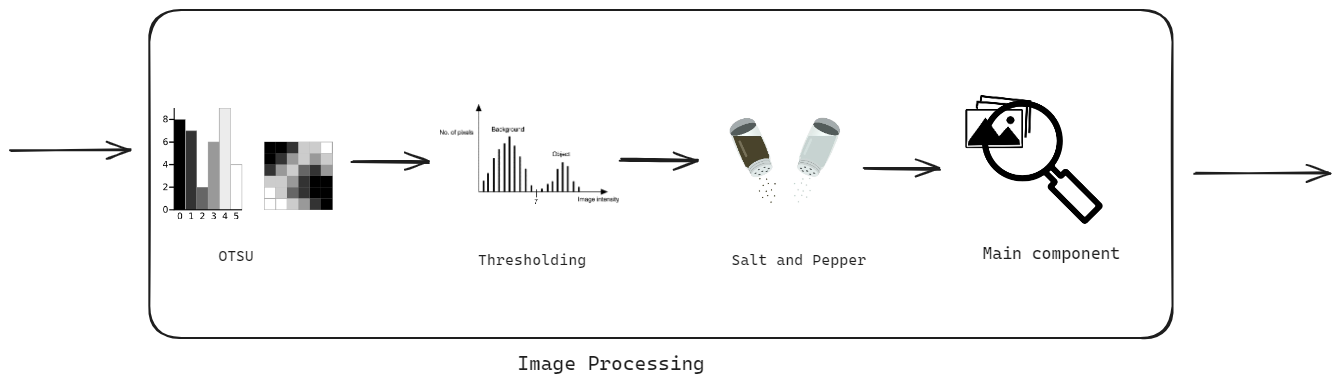 8
6
4
2
0
0 1 2 3 4 5
OTSU
No. of pixels
Background
Object
Image intensity
Thresholding
Salt and Pepper
Main component
Image Processing